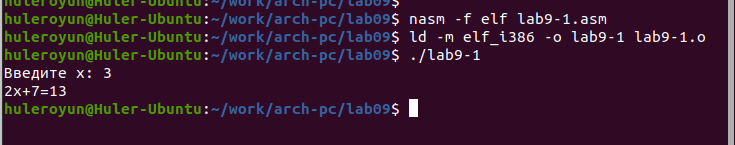 huleroyun@Huler-Ubuntu:~/work/arch-pc/lab09$ nasm -f elf lab9-1.asm
huleroyun@Huler-Ubuntu:~/work/arch-pc/lab09$ ld -m elf_i386 -o lab9-1 lab9-1.o
huleroyun@Huler-Ubuntu:~/work/arch-pc/lab09$ ./lab9-1
Введите x: 3
2x+7=13
huleroyun@Huler-Ubuntu:~/work/arch-pc/lab09$